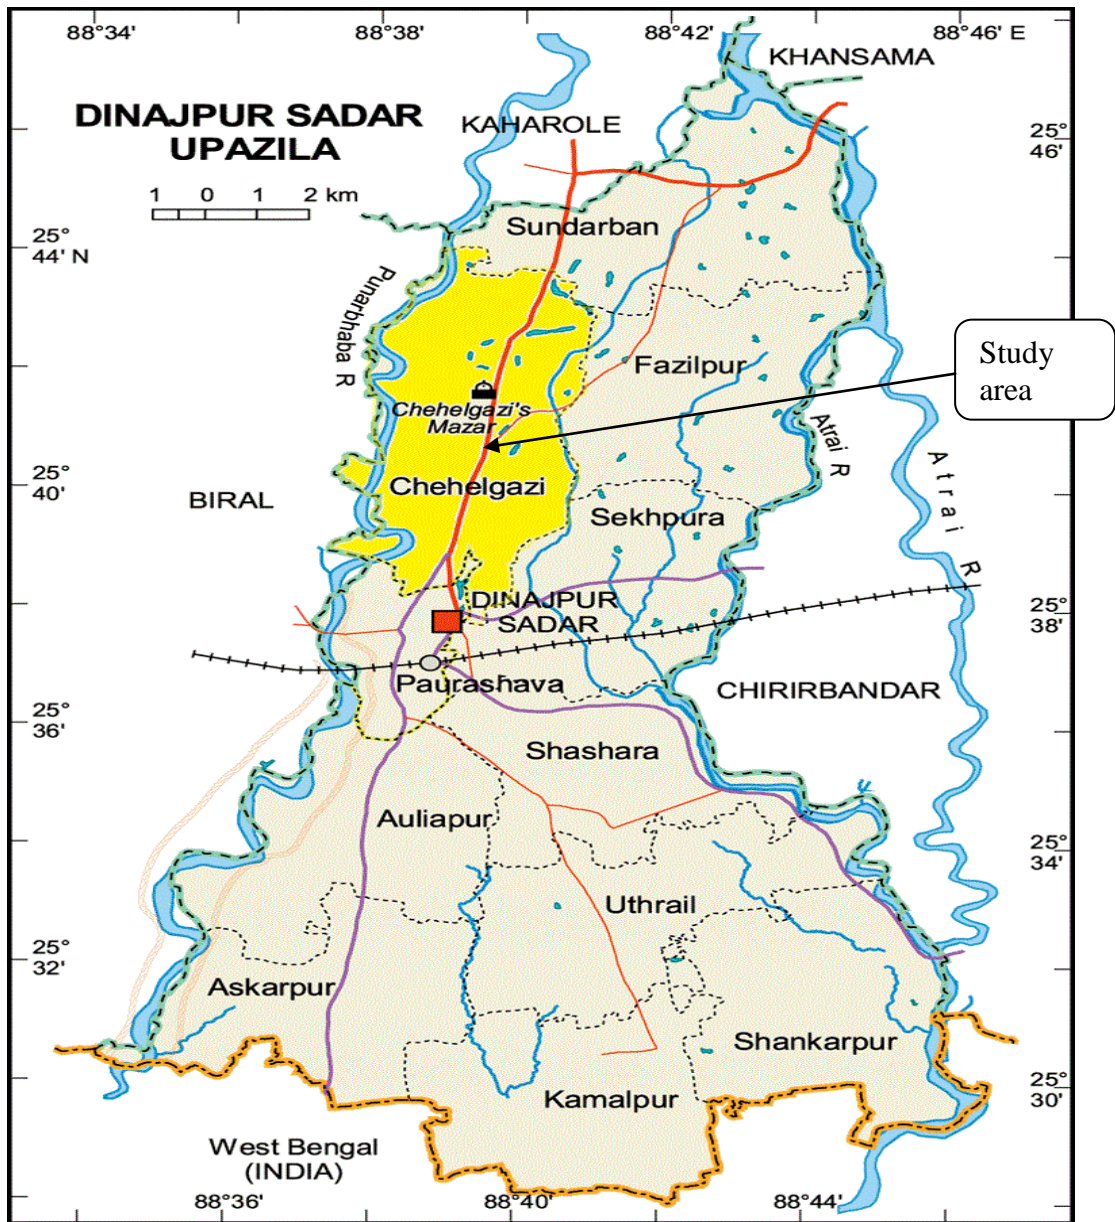 88°34'
88°38'
88°42'
88°46' E
KHANSAMA
DINAJPUR SADAR
UPAZILA
KAHAROLE
25°
46'
1 0 1 2 km
Sundarban
25°
44' N
Punarbhaba R
Fazilpur
Study
area
Chehelgazi's
Mazar
Atrai R
Atrai R
25°
40'
BIRAL
Chehelgazi
Sekhpura
DINAJPUR
SADAR
25°
38'
Paurashava
CHIRIRBANDAR
25°
36'
Shashara
Auliapur
25°
34'
Uthrail
25°
32'
Askarpur
Shankarpur
25°
30'
Kamalpur
West Bengal
(INDIA)
88°36'
88°40'
88°44'